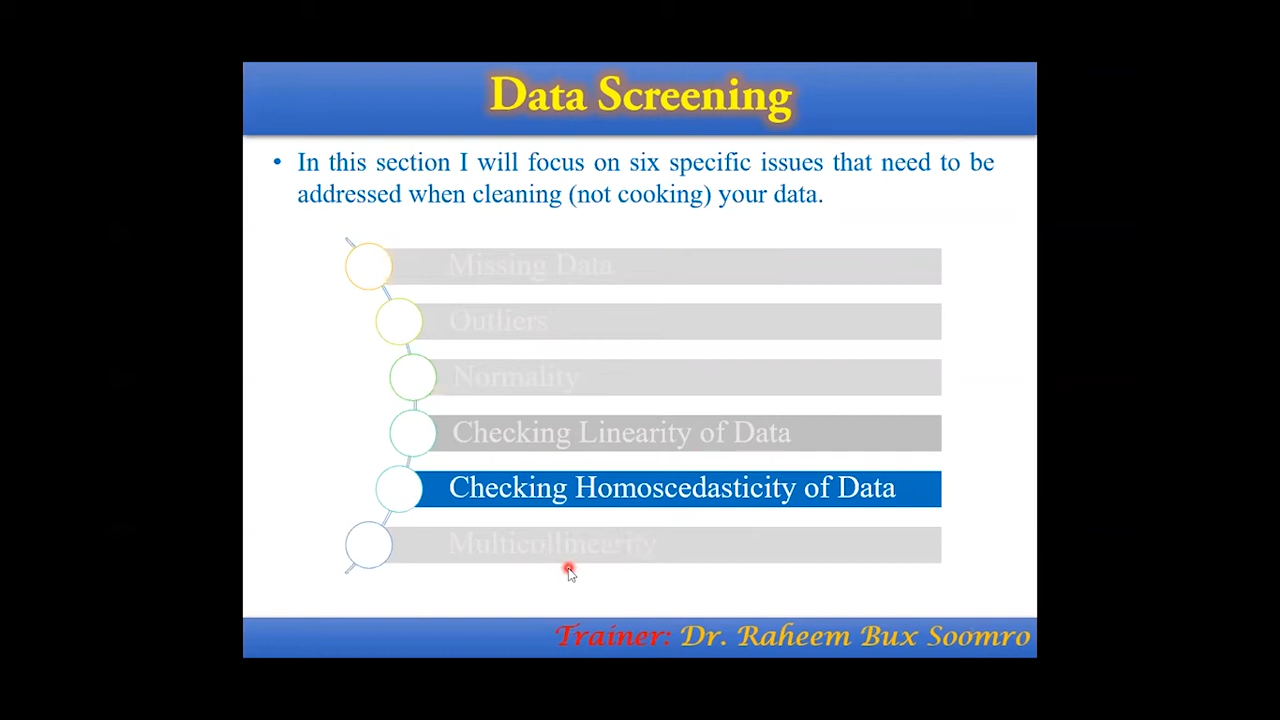 Data Screening
• In this section I will focus on six specific issues that need to be
addressed when cleaning (not cooking) your data.
Missing Data
Outliers
Normality
Checking Linearity of Data
Checking Homoscedasticity of Data
Multicollinearity
Trainer: Dr. Raheem Bux Soomro